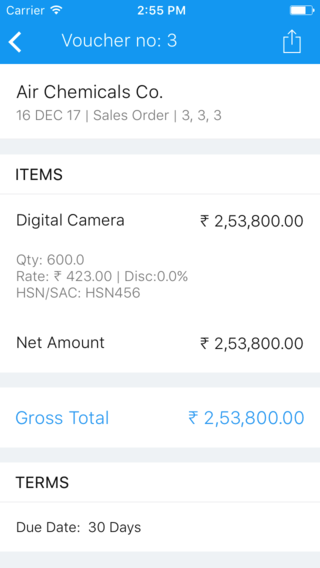 Carrier 2:55 PM
Voucher no: 3
Air Chemicals Co.
16 DEC 17 | Sales Order | 3, 3, 3
ITEMS
Digital Camera ₹ 2,53,800.00
Qty: 600.0
Rate: ₹ 423.00 | Disc:0.0%
HSN/SAC: HSN456
Net Amount ₹ 2,53,800.00
Gross Total ₹ 2,53,800.00
TERMS
Due Date: 30 Days